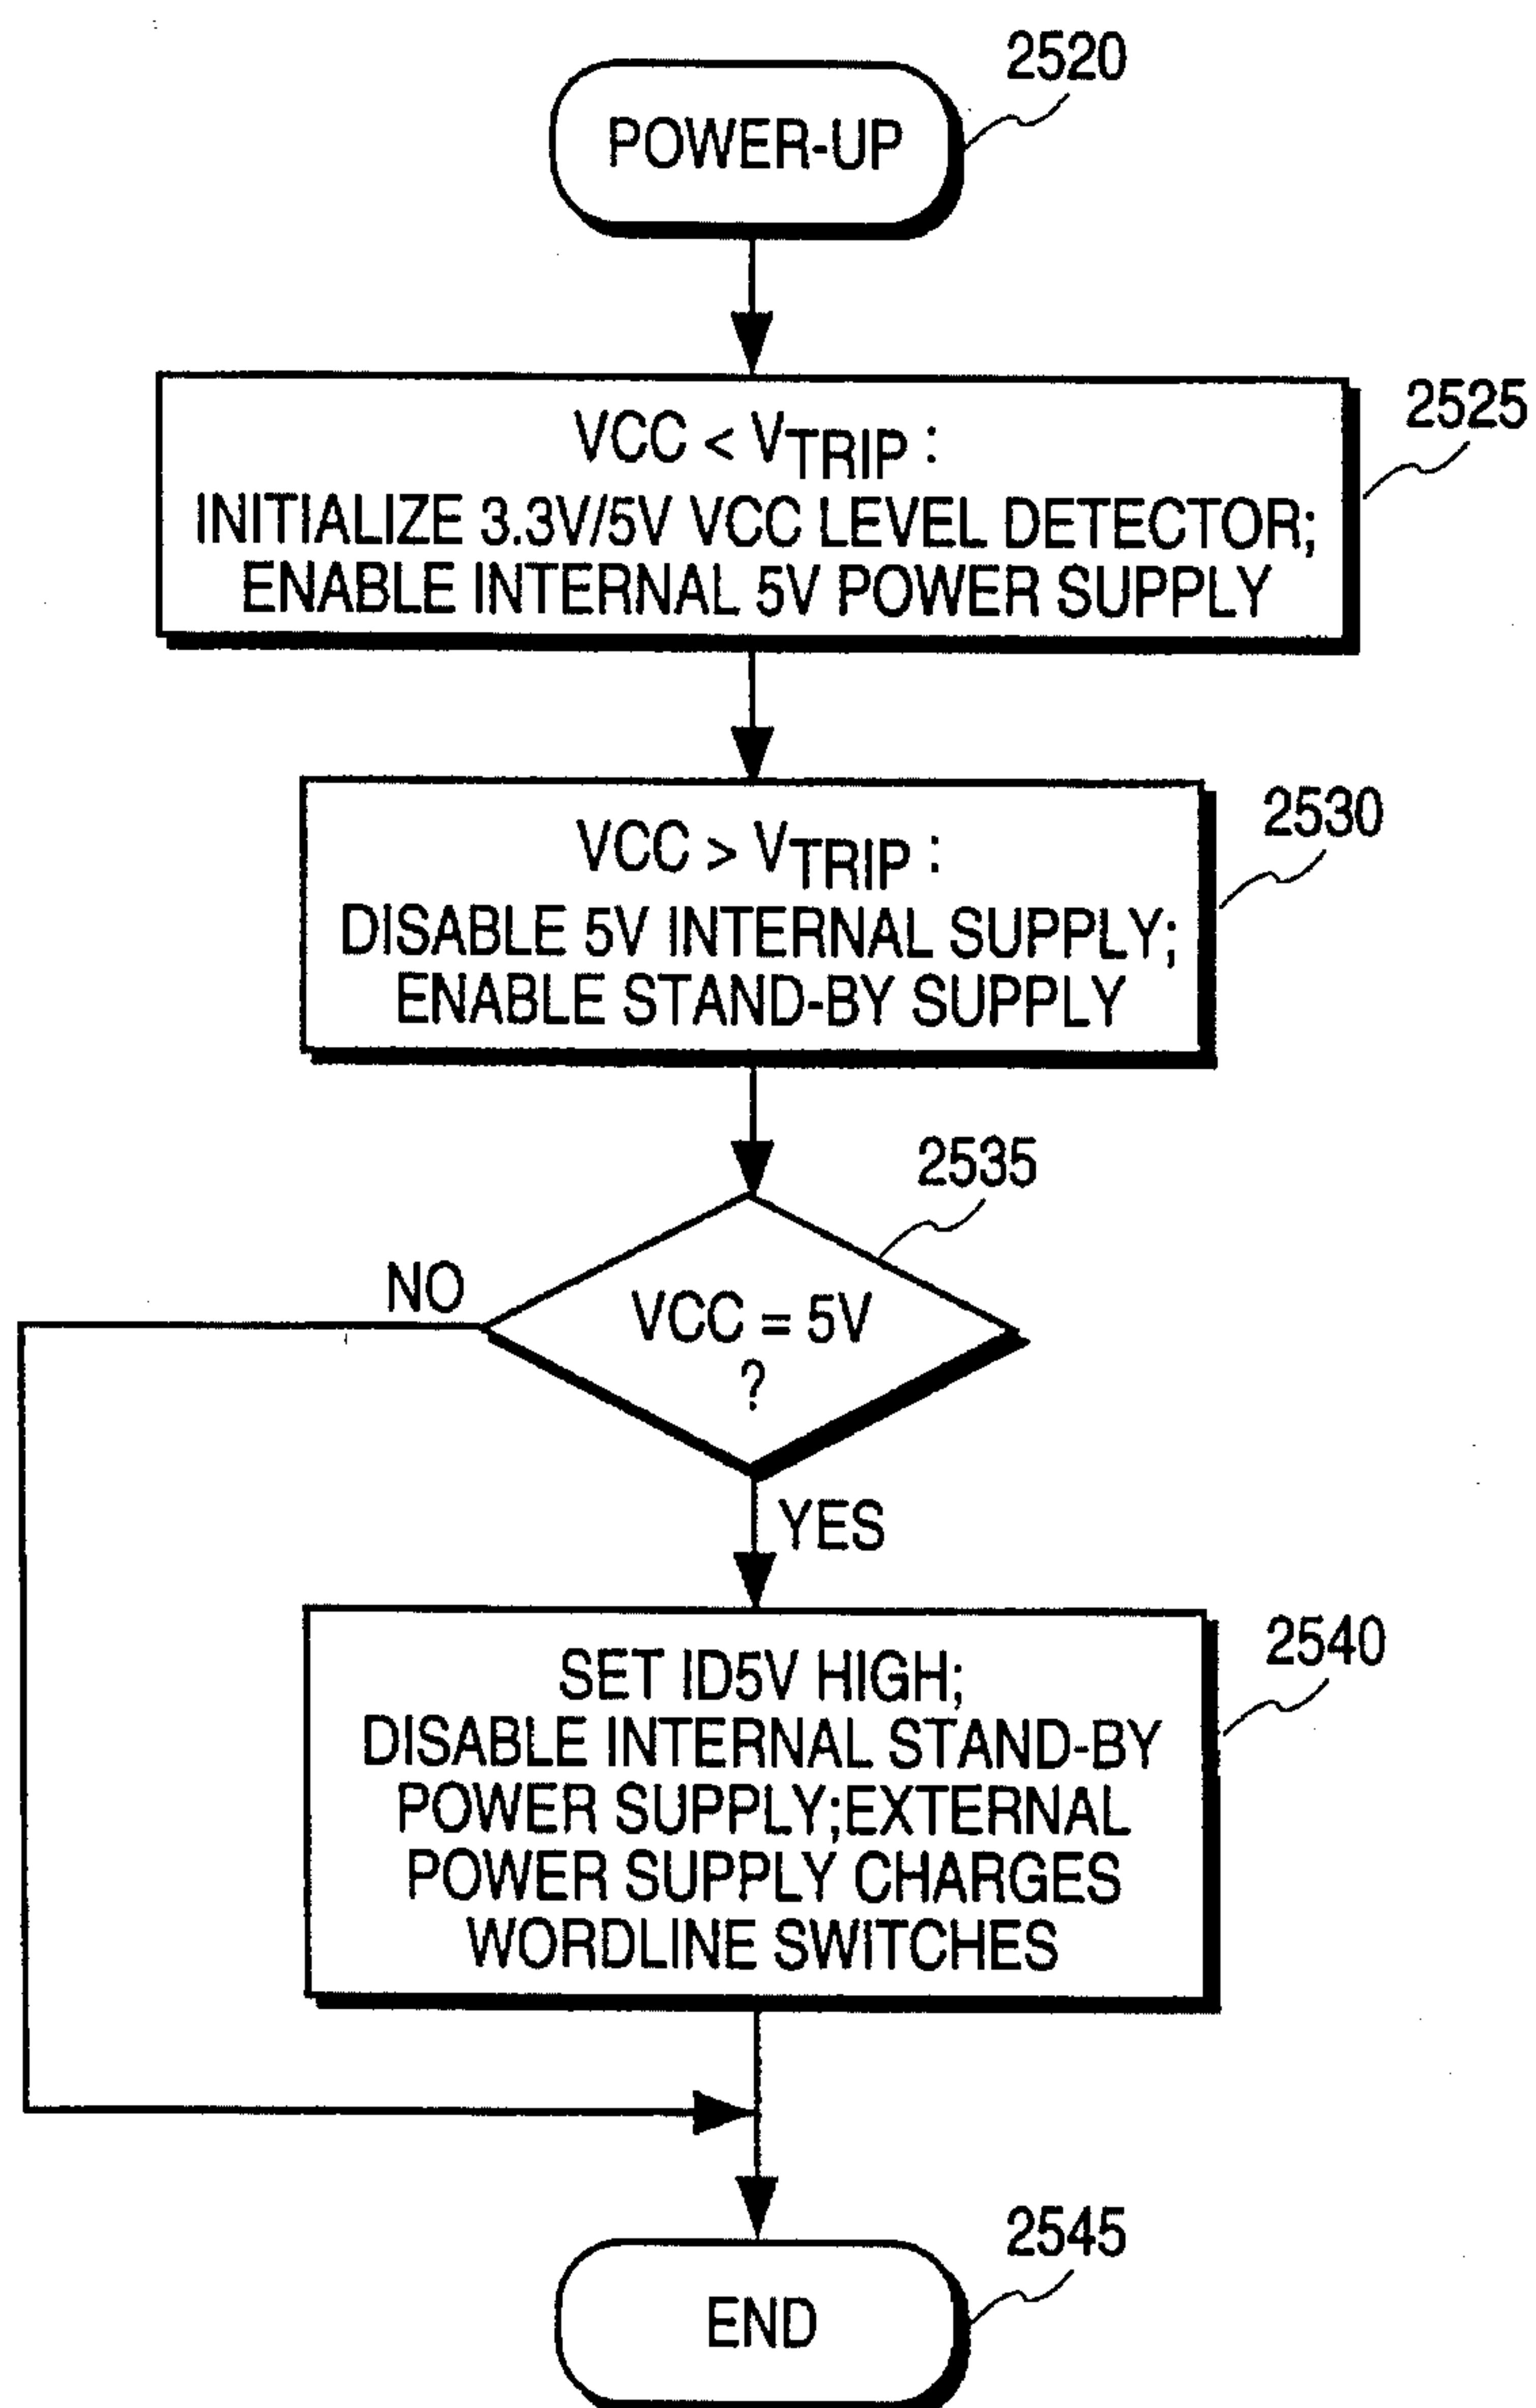 2520
POWER-UP
2525
VCC < VTRIP :
INITIALIZE 3.3V/5V VCC LEVEL DETECTOR;
ENABLE INTERNAL 5V POWER SUPPLY
2530
VCC > VTRIP :
DISABLE 5V INTERNAL SUPPLY;
ENABLE STAND-BY SUPPLY
2535
NO
VCC = 5V
?
YES
2540
SET ID5V HIGH;
DISABLE INTERNAL STAND-BY
POWER SUPPLY;EXTERNAL
POWER SUPPLY CHARGES
WORDLINE SWITCHES
2545
END